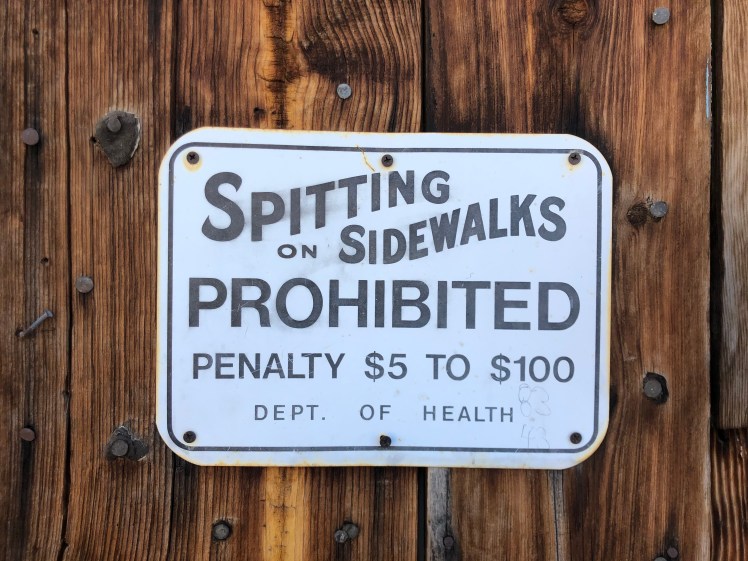 SPITTING
ON SIDEWALKS
PROHIBITED
PENALTY $5 TO $100
DEPT. OF HEALTH